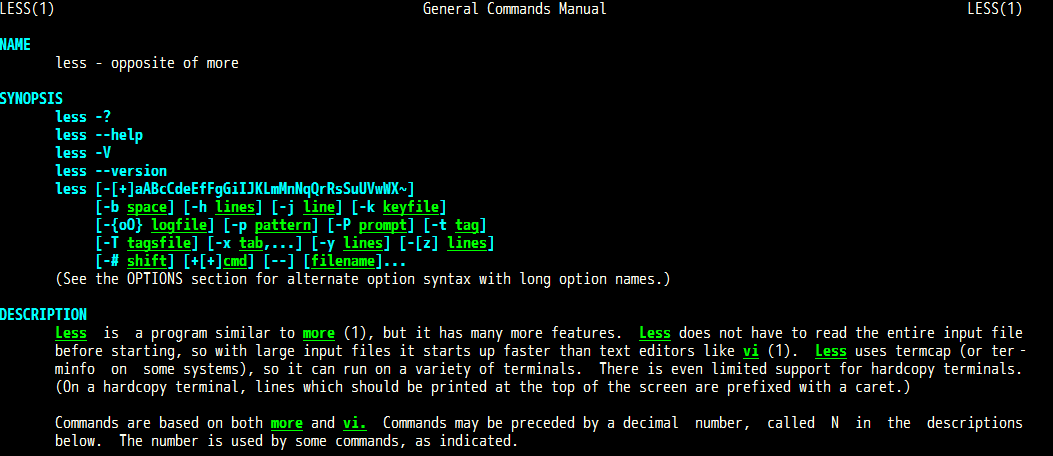 LESS(1) General Commands Manual LESS(1)
NAME
less - opposite of more
SYNOPSIS
less -?
less --help
less -V
less --version
less [-[+]aABcCdeEfFgGiIJKLmMnNqQrRsSuUVwWX~]
[-b space] [-h lines] [-j line] [-k keyfile]
[-{oO} logfile] [-p pattern] [-P prompt] [-t tag]
[-T tagsfile] [-x tab,...] [-y lines] [-[z] lines]
[-# shift] [+[+]cmd] [--] [filename]...
(See the OPTIONS section for alternate option syntax with long option names.)
DESCRIPTION
Less is a program similar to more (1), but it has many more features. Less does not have to read the entire input file
before starting, so with large input files it starts up faster than text editors like vi (1). Less uses termcap (or ter-
minfo on some systems), so it can run on a variety of terminals. There is even limited support for hardcopy terminals.
(On a hardcopy terminal, lines which should be printed at the top of the screen are prefixed with a caret.)
Commands are based on both more and vi. Commands may be preceded by a decimal number, called N in the descriptions
below. The number is used by some commands, as indicated.